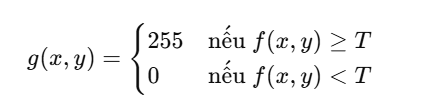 g(x, y) = { 255 nếu f(x, y) ≥ T
0 nếu f(x, y) < T